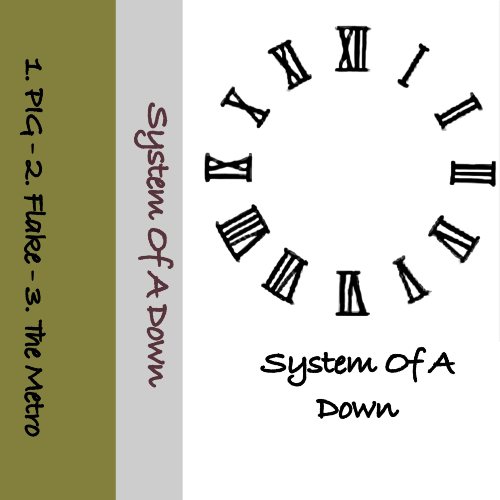 1. PIG - 2. Flake - 3. The Metro
System Of A Down
XII
I
II
III
IV
V
VI
VII
VIII
IX
X
XI
System Of A
Down